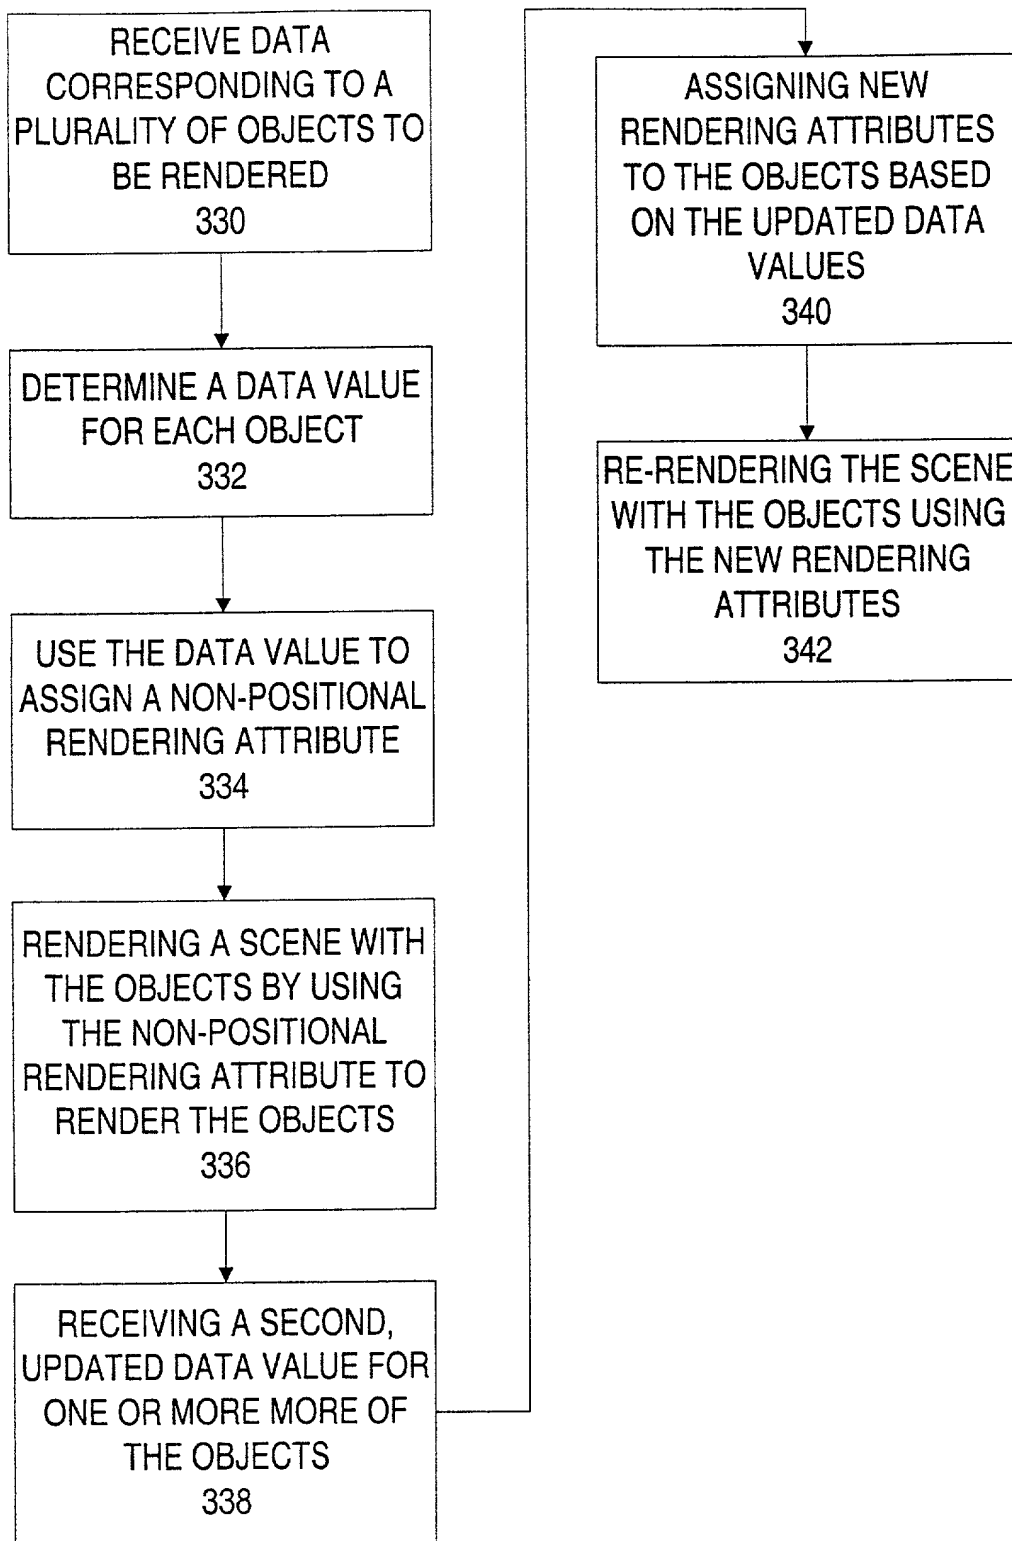 RECEIVE DATA
CORRESPONDING TO A
PLURALITY OF OBJECTS TO
BE RENDERED
330
DETERMINE A DATA VALUE
FOR EACH OBJECT
332
USE THE DATA VALUE TO
ASSIGN A NON-POSITIONAL
RENDERING ATTRIBUTE
334
RENDERING A SCENE WITH
THE OBJECTS BY USING
THE NON-POSITIONAL
RENDERING ATTRIBUTE TO
RENDER THE OBJECTS
336
RECEIVING A SECOND,
UPDATED DATA VALUE FOR
ONE OR MORE MORE OF
THE OBJECTS
338
ASSIGNING NEW
RENDERING ATTRIBUTES
TO THE OBJECTS BASED
ON THE UPDATED DATA
VALUES
340
RE-RENDERING THE SCENE
WITH THE OBJECTS USING
THE NEW RENDERING
ATTRIBUTES
342